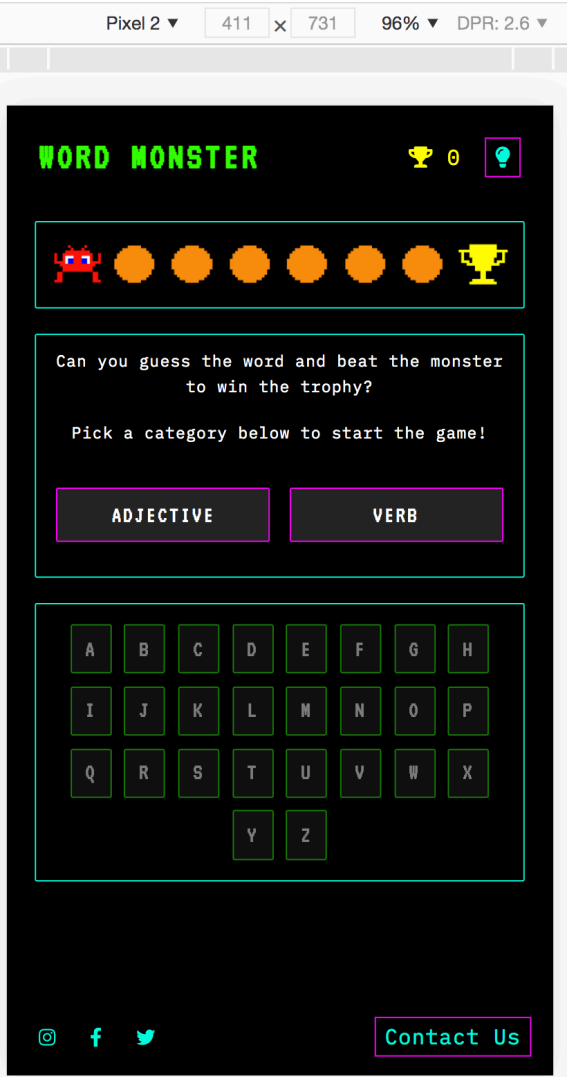 Pixel 2 ▼ 411 × 731 96% ▼ DPR: 2.6 ▼
WORD MONSTER 0
Can you guess the word and beat the monster
to win the trophy?
Pick a category below to start the game!
ADJECTIVE VERB
A B C D E F G H
I J K L M N O P
Q R S T U V W X
Y Z
Contact Us